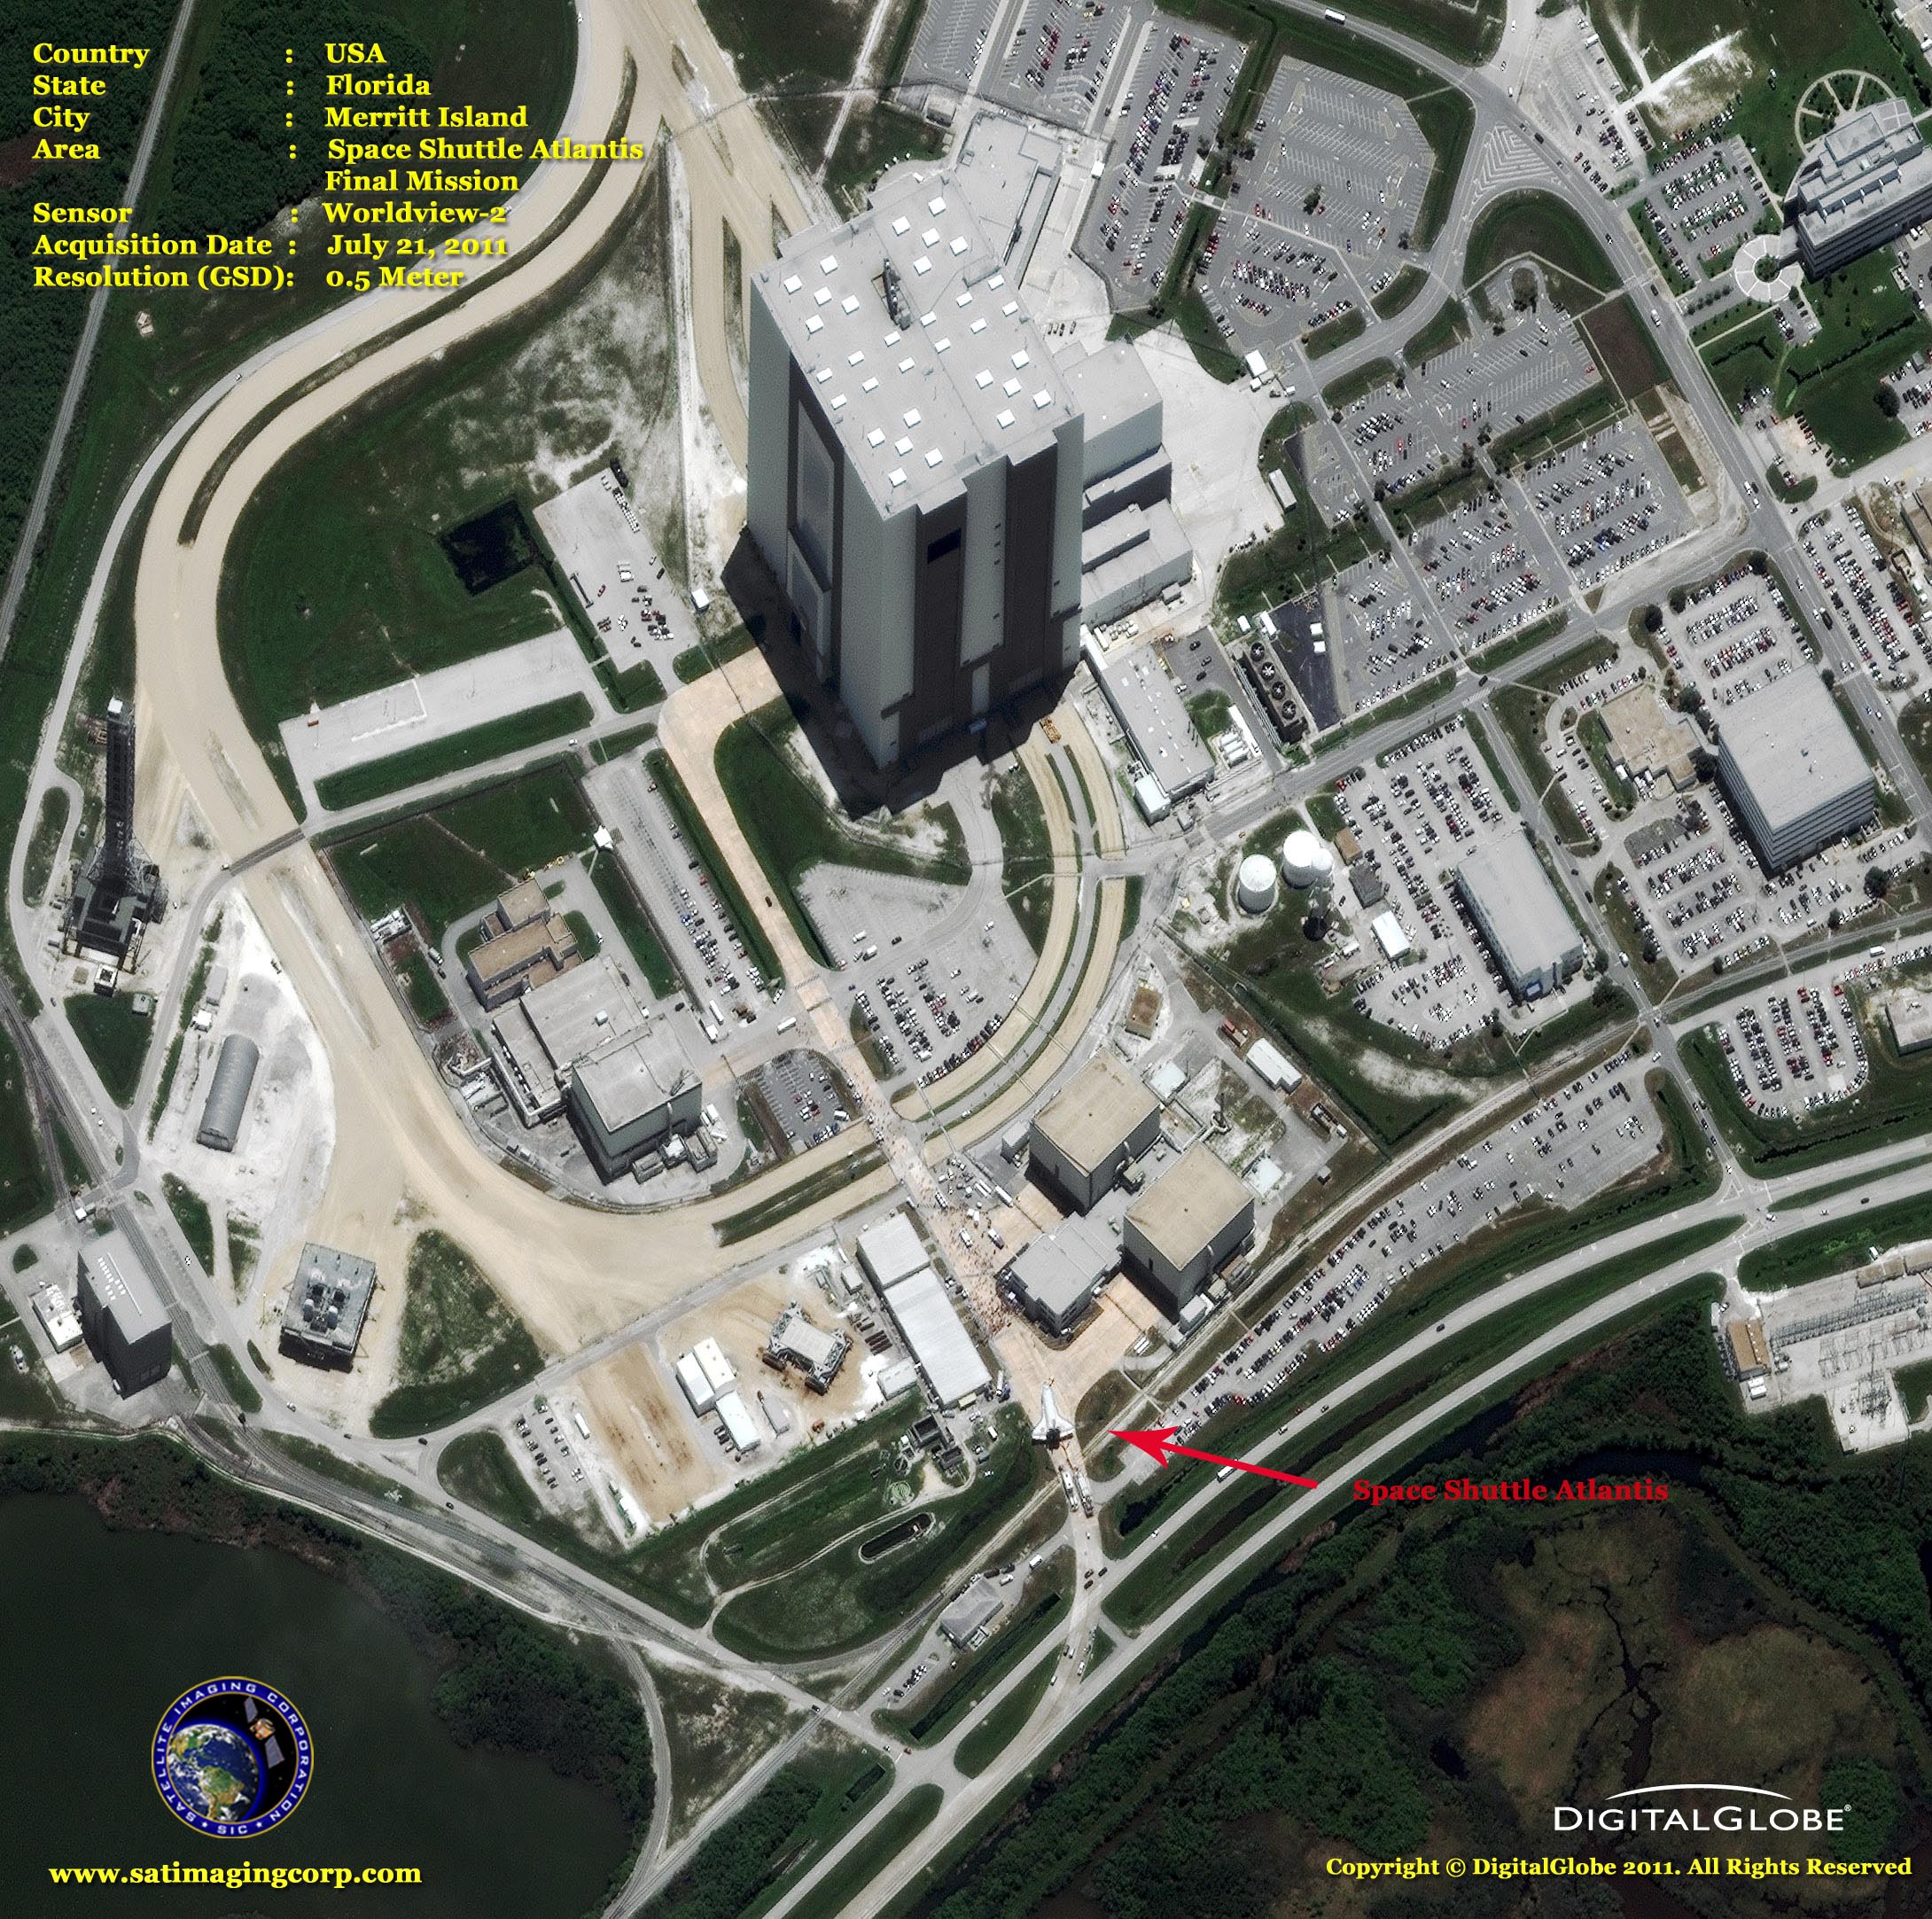 Country : USA
State : Florida
City : Merritt Island
Area : Space Shuttle Atlantis
Final Mission
Sensor : Worldview-2
Acquisition Date : July 21, 2011
Resolution (GSD): 0.5 Meter
Space Shuttle Atlantis
SATELLITE IMAGING CORPORATION
• SIC •
www.satimagingcorp.com
DIGITALGLOBE®
Copyright © DigitalGlobe 2011. All Rights Reserved